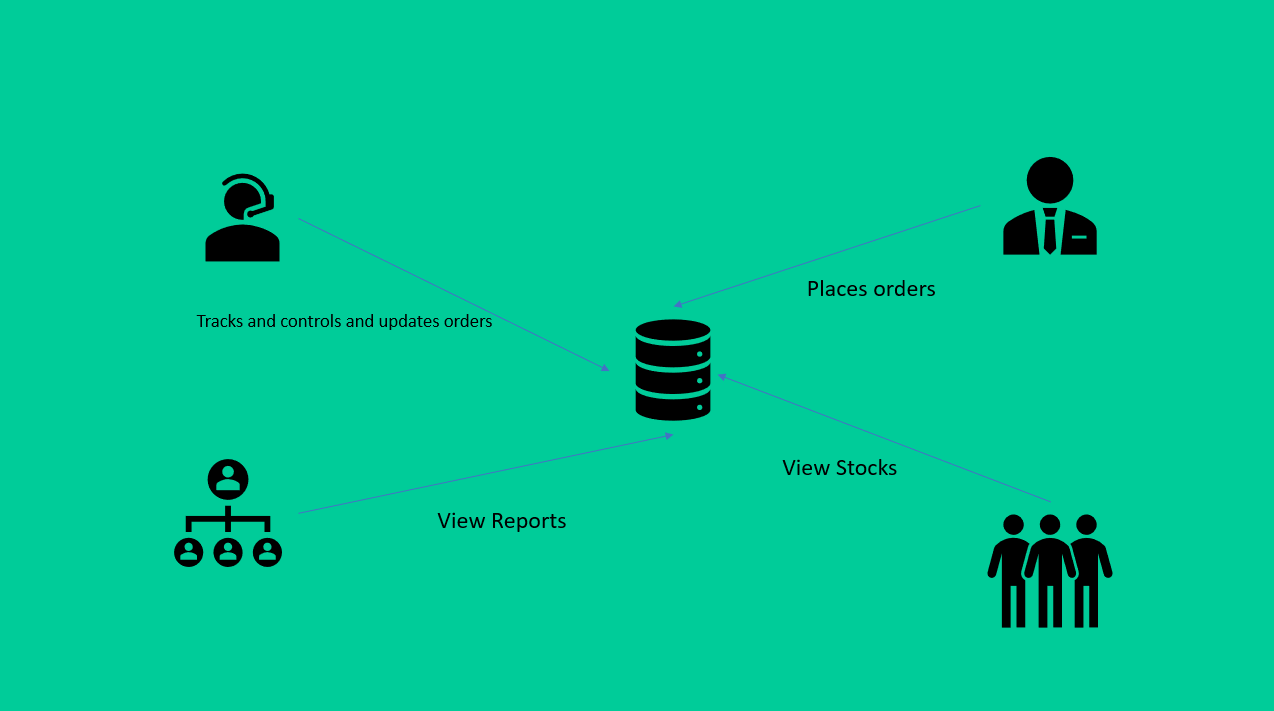 Places orders
Tracks and controls and updates orders
View Stocks
View Reports